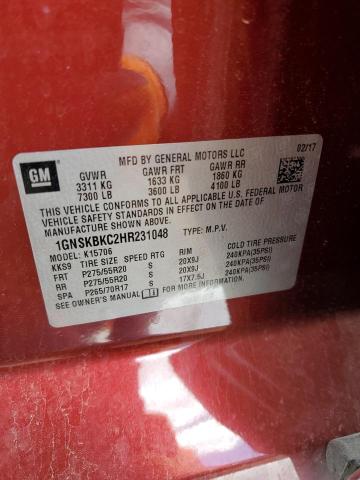 GM
MFD BY GENERAL MOTORS LLC
02/17
GVWR GAWR FRT GAWR RR
3311 KG 1633 KG 1860 KG
7300 LB 3600 LB 4100 LB
THIS VEHICLE CONFORMS TO ALL APPLICABLE U.S. FEDERAL MOTOR
VEHICLE SAFETY STANDARDS IN EFFECT ON THE DATE OF
MANUFACTURE SHOWN ABOVE.
1GNSKBKC2HR231048 TYPE: M.P.V.
MODEL: K15706
KKS9 TIRE SIZE SPEED RTG RIM COLD TIRE PRESSURE
FRT P275/55R20 S 20X9J 240KPA(35PSI)
RR P275/55R20 S 20X9J 240KPA(35PSI)
SPA P265/70R17 S 17X7.5J 240KPA(35PSI)
SEE OWNER'S MANUAL FOR MORE INFORMATION.